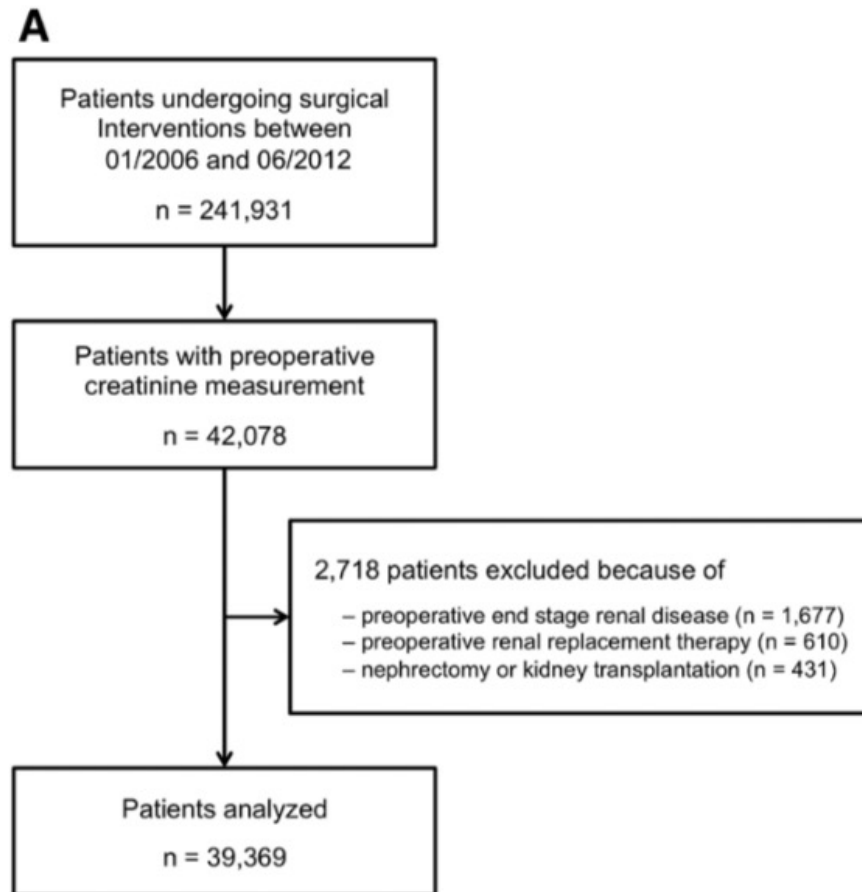 A
Patients undergoing surgical
Interventions between
01/2006 and 06/2012
n = 241,931
Patients with preoperative
creatinine measurement
n = 42,078
2,718 patients excluded because of
– preoperative end stage renal disease (n = 1,677)
– preoperative renal replacement therapy (n = 610)
– nephrectomy or kidney transplantation (n = 431)
Patients analyzed
n = 39,369